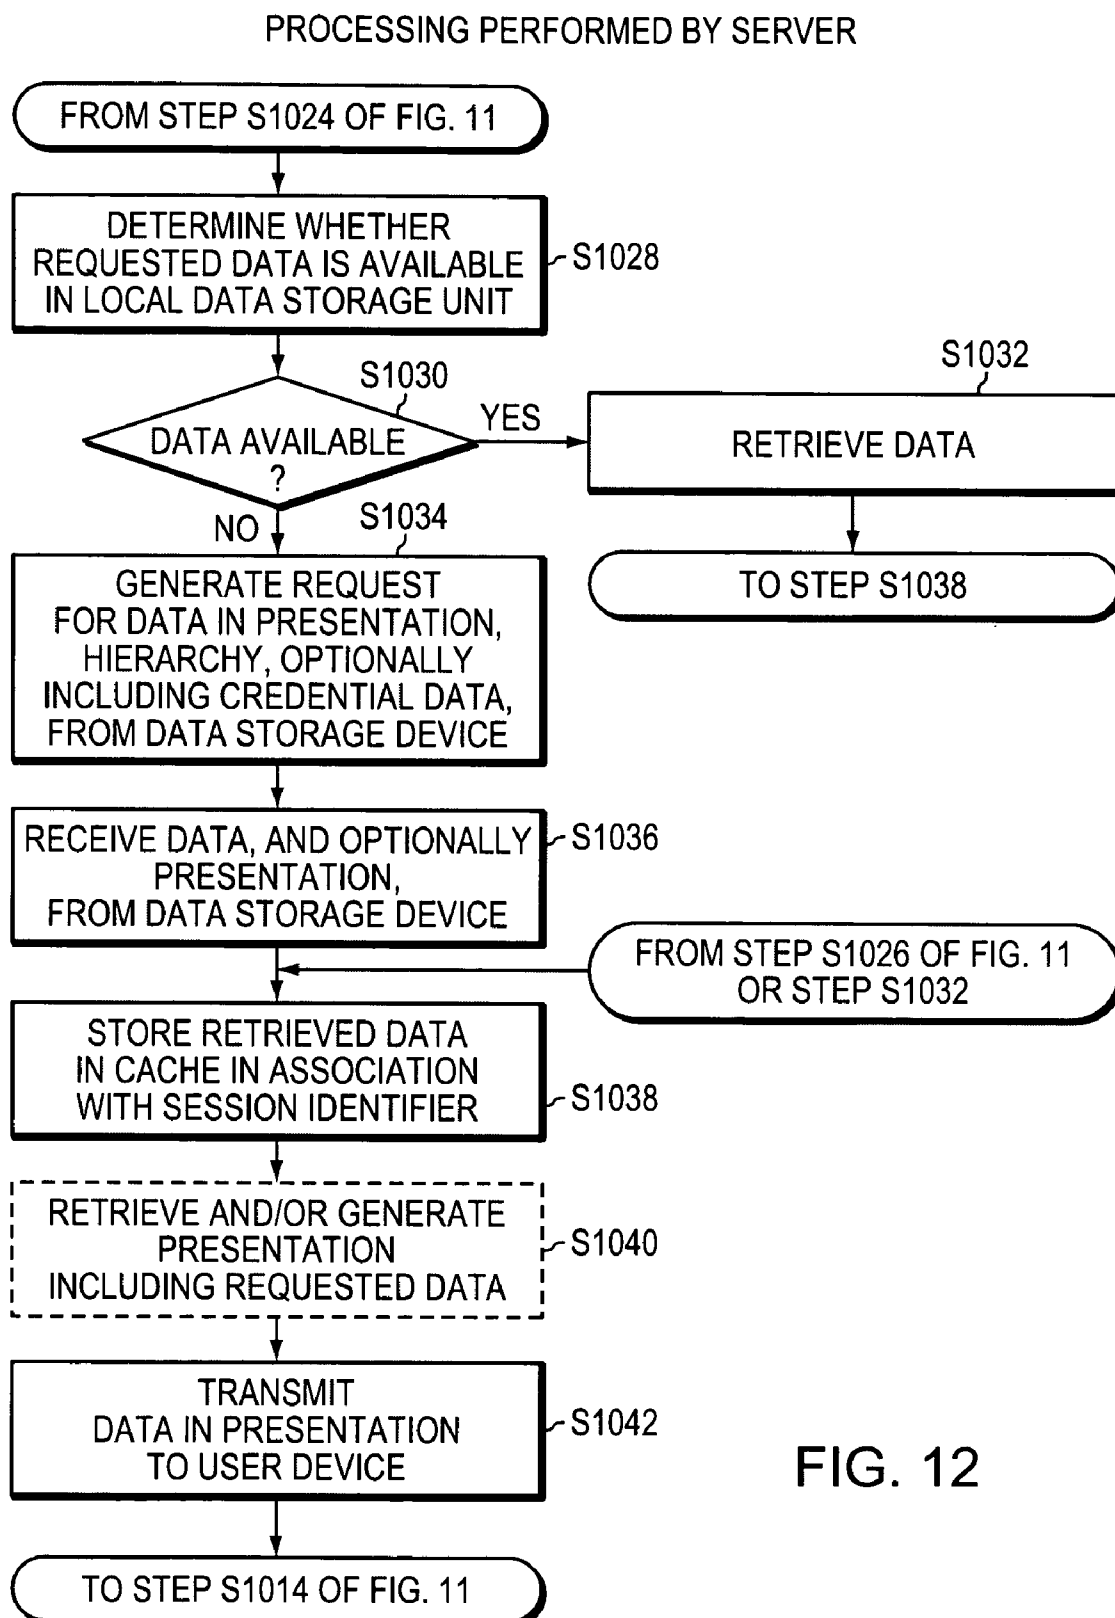 PROCESSING PERFORMED BY SERVER
FROM STEP S1024 OF FIG. 11
DETERMINE WHETHER
REQUESTED DATA IS AVAILABLE
IN LOCAL DATA STORAGE UNIT
S1028
S1030
DATA AVAILABLE
?
YES
S1032
RETRIEVE DATA
TO STEP S1038
NO
S1034
GENERATE REQUEST
FOR DATA IN PRESENTATION,
HIERARCHY, OPTIONALLY
INCLUDING CREDENTIAL DATA,
FROM DATA STORAGE DEVICE
RECEIVE DATA, AND OPTIONALLY
PRESENTATION,
FROM DATA STORAGE DEVICE
S1036
FROM STEP S1026 OF FIG. 11
OR STEP S1032
STORE RETRIEVED DATA
IN CACHE IN ASSOCIATION
WITH SESSION IDENTIFIER
S1038
RETRIEVE AND/OR GENERATE
PRESENTATION
INCLUDING REQUESTED DATA
S1040
TRANSMIT
DATA IN PRESENTATION
TO USER DEVICE
S1042
FIG. 12
TO STEP S1014 OF FIG. 11